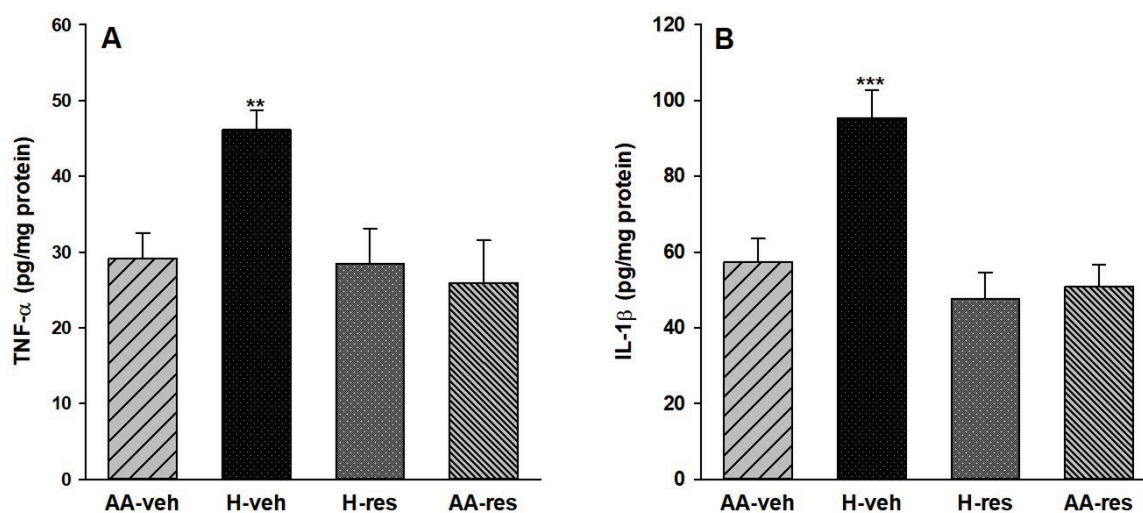 A
TNF-α (pg/mg protein)
60
50
40
30
20
10
0
**
AA-veh H-veh H-res AA-res
B
IL-1β (pg/mg protein)
120
100
80
60
40
20
0
***
AA-veh H-veh H-res AA-res